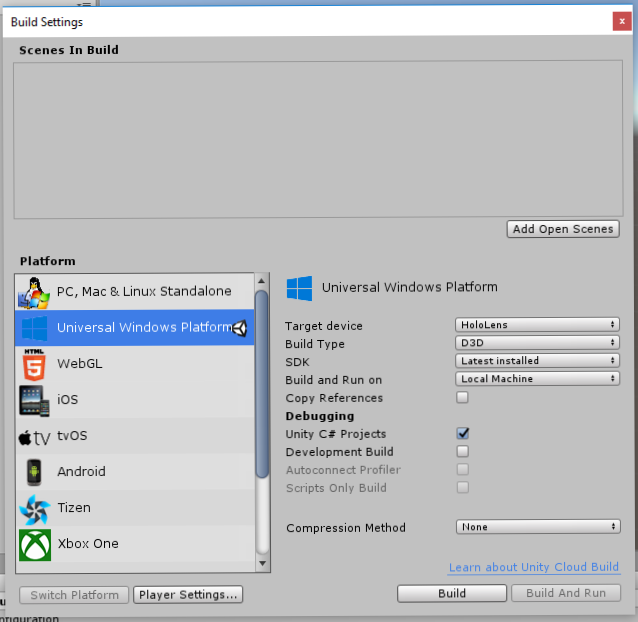 Build Settings
x
Scenes In Build
Add Open Scenes
Platform
PC, Mac & Linux Standalone
Universal Windows Platform
HTML
5
WebGL
iOS
tv
tvOS
Android
Tizen
Xbox One
Universal Windows Platform
Target device HoloLens
Build Type D3D
SDK Latest installed
Build and Run on Local Machine
Copy References
Debugging
Unity C# Projects
Development Build
Autoconnect Profiler
Scripts Only Build
Compression Method None
Learn about Unity Cloud Build
Switch Platform Player Settings... Build Build And Run